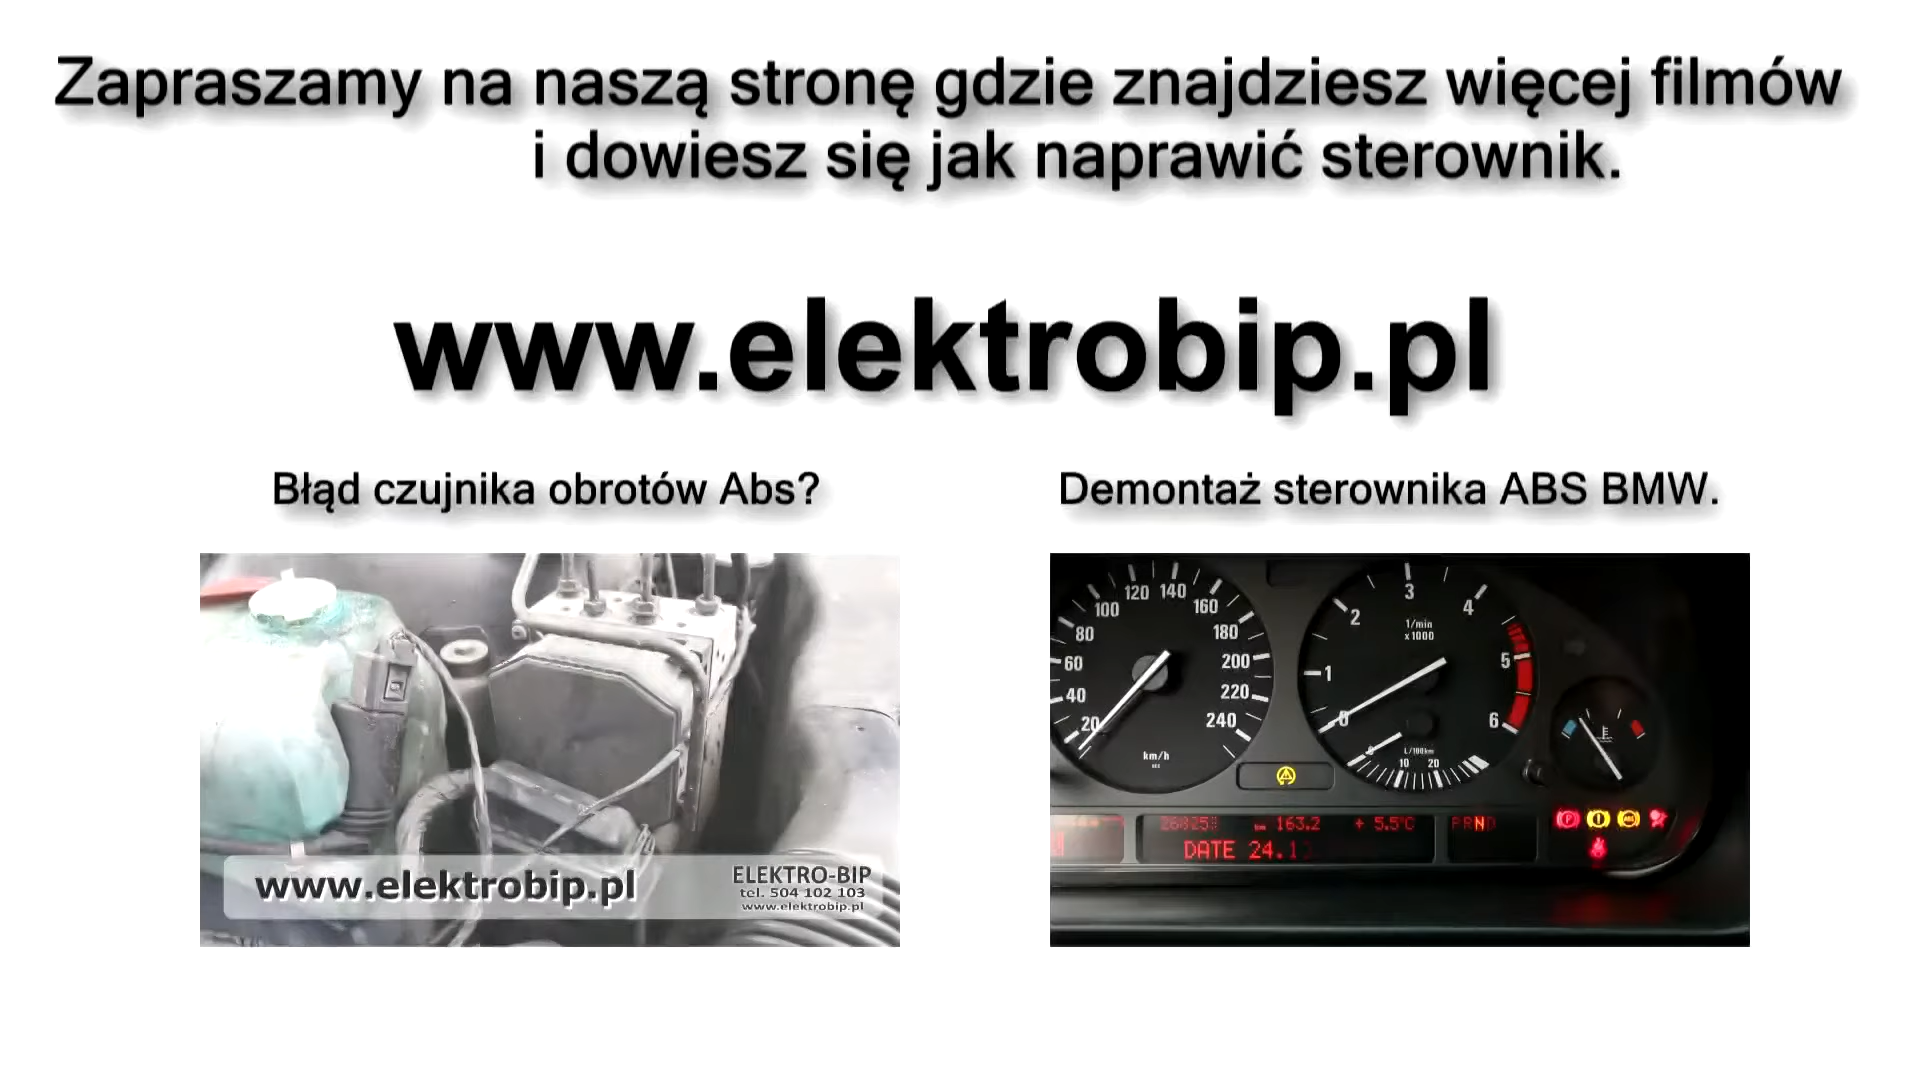 Zapraszamy na naszą stronę gdzie znajdziesz więcej filmów
i dowiesz się jak naprawić sterownik.
www.elektrobip.pl
Błąd czujnika obrotów Abs?
Demontaż sterownika ABS BMW.
www.elektrobip.pl
ELEKTRO-BIP
tel. 504 102 103
www.elektrobip.pl
20 40 60 80 100 120 140 160 180 200 220 240
km/h
0 1 2 3 4 5 6
1/min
x1000
L/100km
10 20
163.2 + 5.5°C
PRND
DATE 24.1
ABS